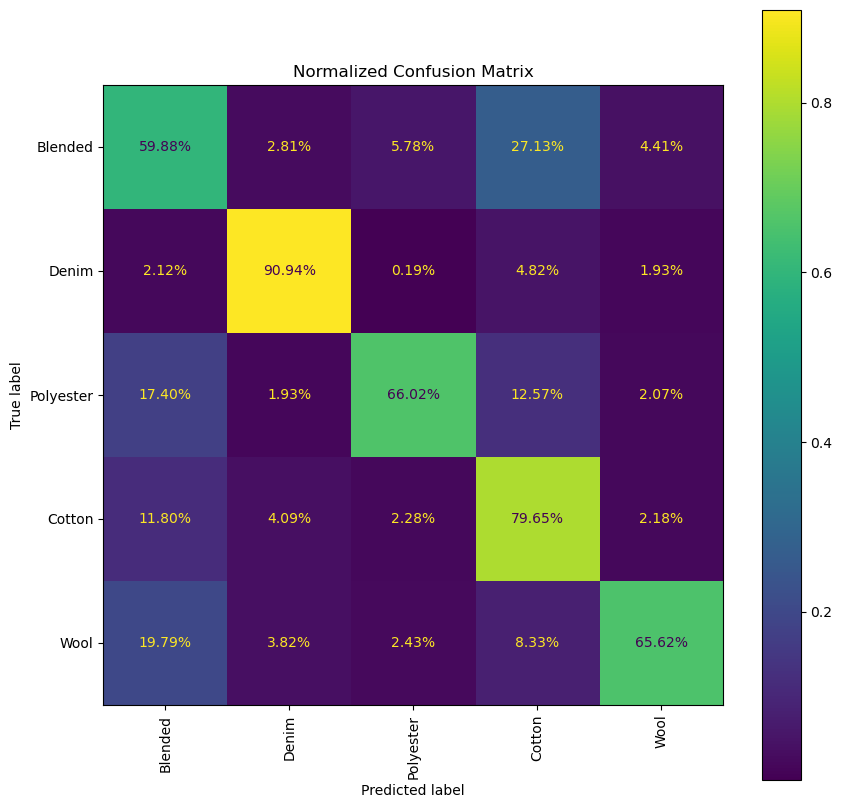 Normalized Confusion Matrix
True label
Blended 59.88% 2.81% 5.78% 27.13% 4.41%
Denim 2.12% 90.94% 0.19% 4.82% 1.93%
Polyester 17.40% 1.93% 66.02% 12.57% 2.07%
Cotton 11.80% 4.09% 2.28% 79.65% 2.18%
Wool 19.79% 3.82% 2.43% 8.33% 65.62%
Blended Denim Polyester Cotton Wool
Predicted label
0.8
0.6
0.4
0.2